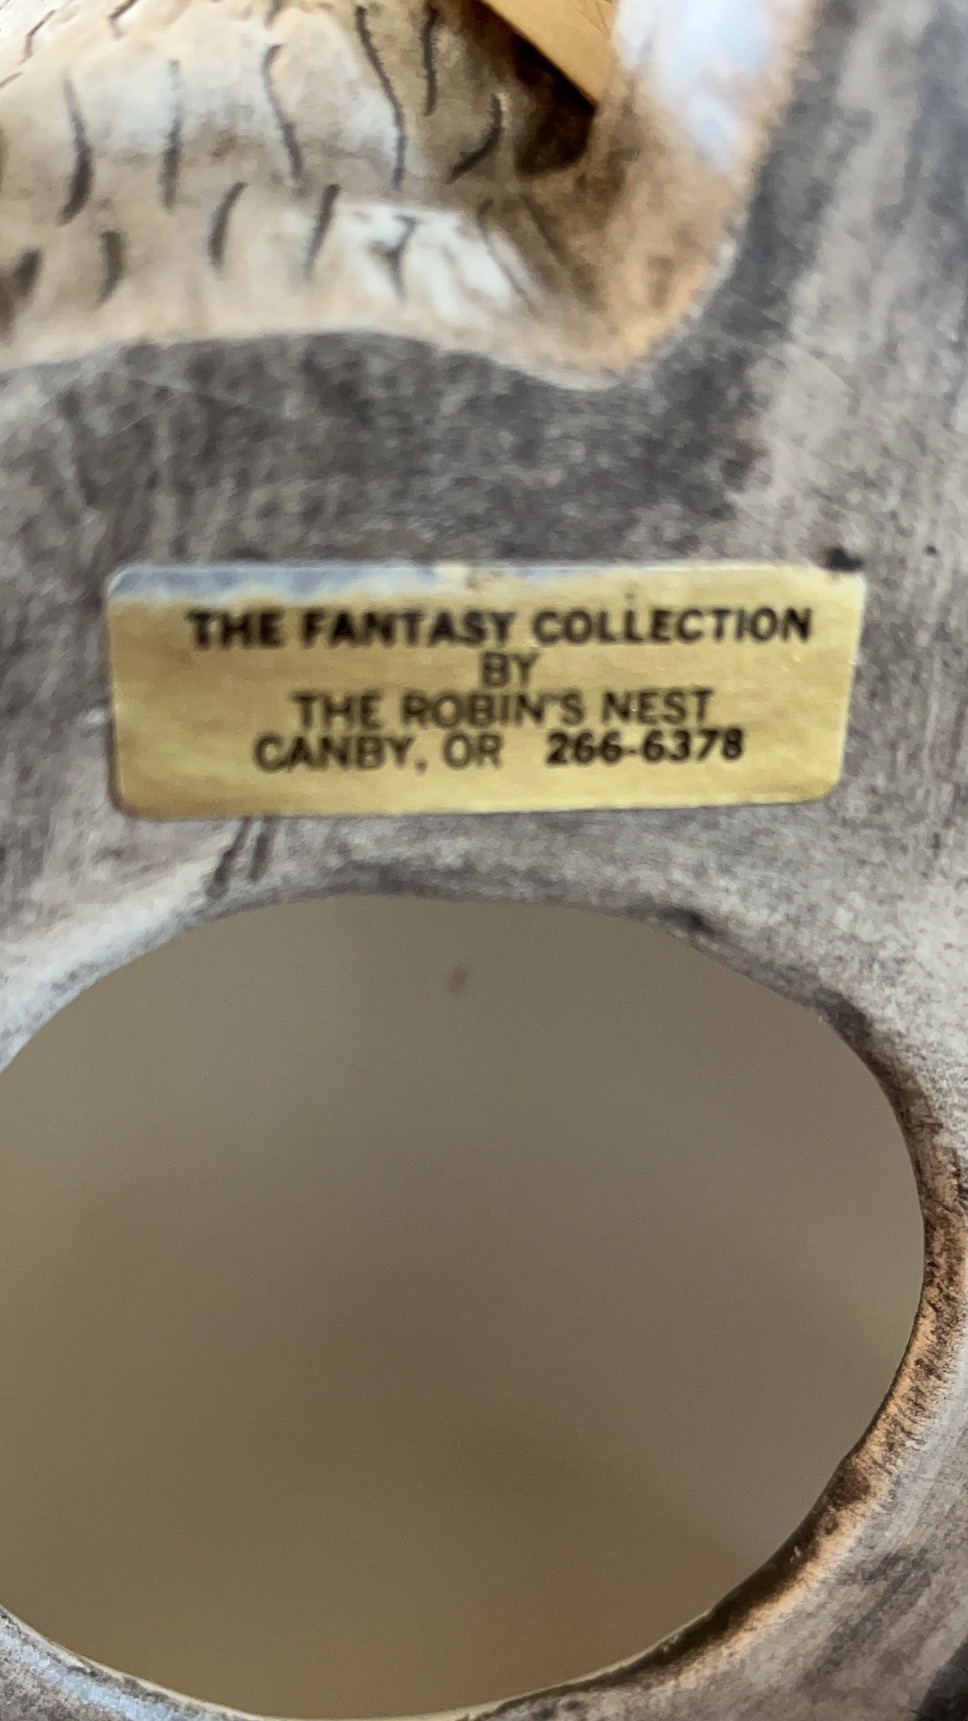 THE FANTASY COLLECTION
BY
THE ROBIN'S NEST
CANBY, OR 266-6378